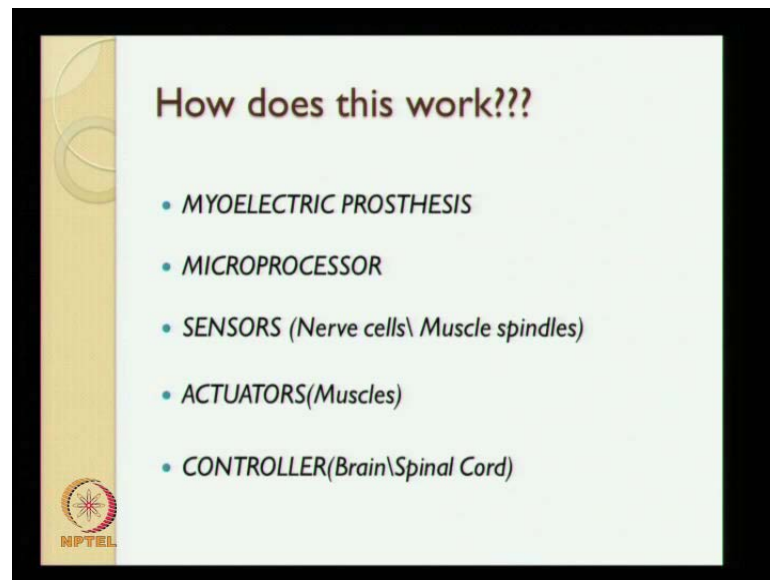 How does this work???
• MYOELECTRIC PROSTHESIS
• MICROPROCESSOR
• SENSORS (Nerve cells\ Muscle spindles)
• ACTUATORS(Muscles)
• CONTROLLER(Brain\Spinal Cord)
NPTEL